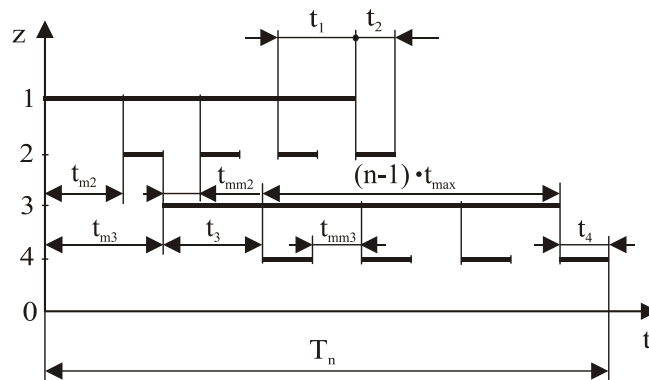 t₁ t₂
z
1
2
tₘ₂ tₘₘ₂ (n-1)·tₘₐₓ
3
tₘ₃ t₃ tₘₘ₃ t₄
4
0
t
Tₙ